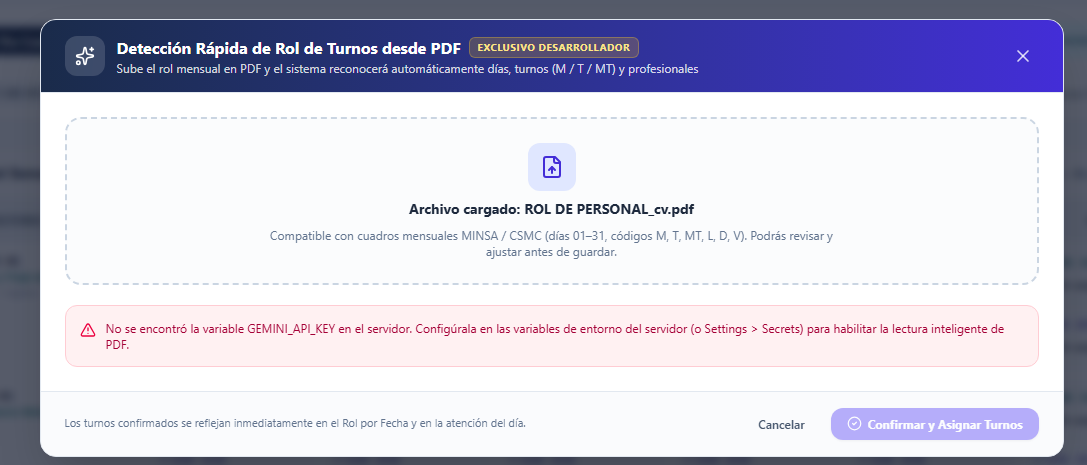 Detección Rápida de Rol de Turnos desde PDF EXCLUSIVO DESARROLLADOR
Sube el rol mensual en PDF y el sistema reconocerá automáticamente días, turnos (M / T / MT) y profesionales
Archivo cargado: ROL DE PERSONAL_cv.pdf
Compatible con cuadros mensuales MINSA / CSMC (días 01–31, códigos M, T, MT, L, D, V). Podrás revisar y
ajustar antes de guardar.
No se encontró la variable GEMINI_API_KEY en el servidor. Configúrala en las variables de entorno del servidor (o Settings > Secrets) para habilitar la lectura inteligente de
PDF.
Los turnos confirmados se reflejan inmediatamente en el Rol por Fecha y en la atención del día.
Cancelar
Confirmar y Asignar Turnos